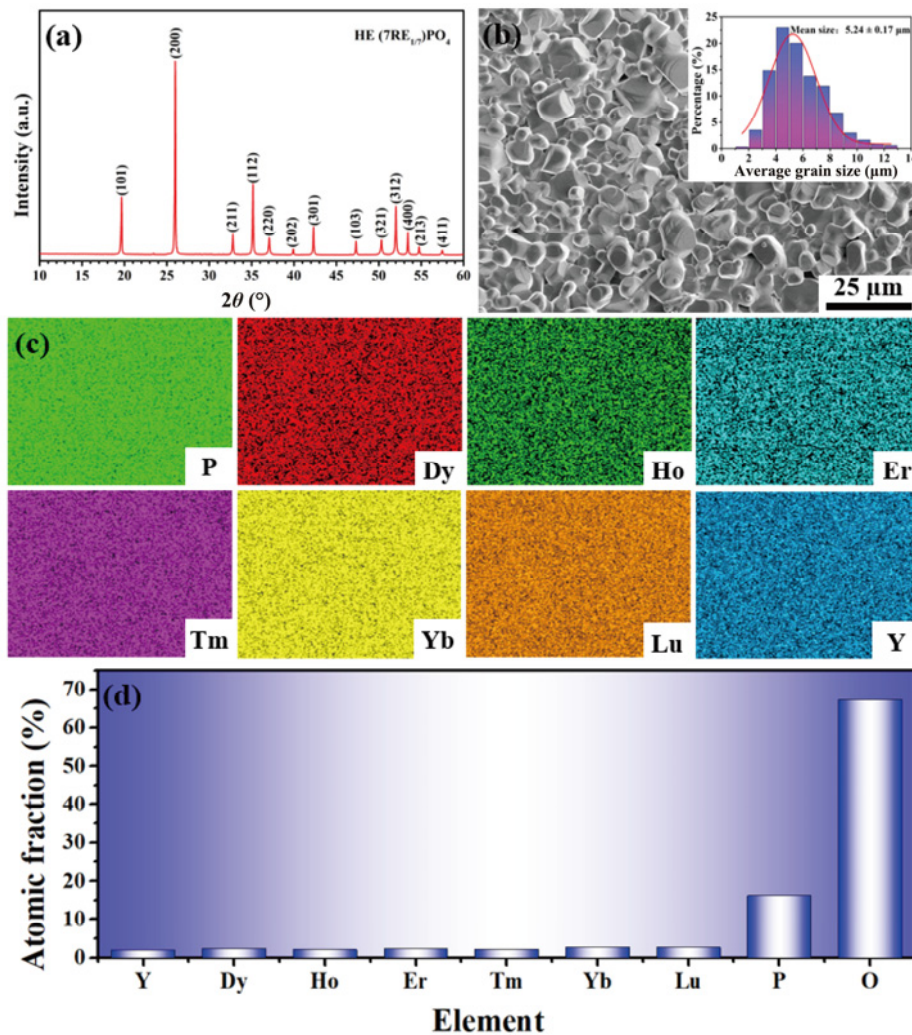 (a)
HE (7RE1/7)PO4
Intensity (a.u.)
(101)
(200)
(211)
(112)
(220)
(202)
(301)
(103)
(321)
(312)
(400)
(213)
(411)
10 15 20 25 30 35 40 45 50 55 60
2θ (°)
(b)
Mean size: 5.24 ± 0.17 μm
Percentage (%)
25
20
15
10
5
0
2 4 6 8 10 12 14
Average grain size (μm)
25 μm
(c)
P
Dy
Ho
Er
Tm
Yb
Lu
Y
(d)
Atomic fraction (%)
70
60
50
40
30
20
10
0
Y Dy Ho Er Tm Yb Lu P O
Element